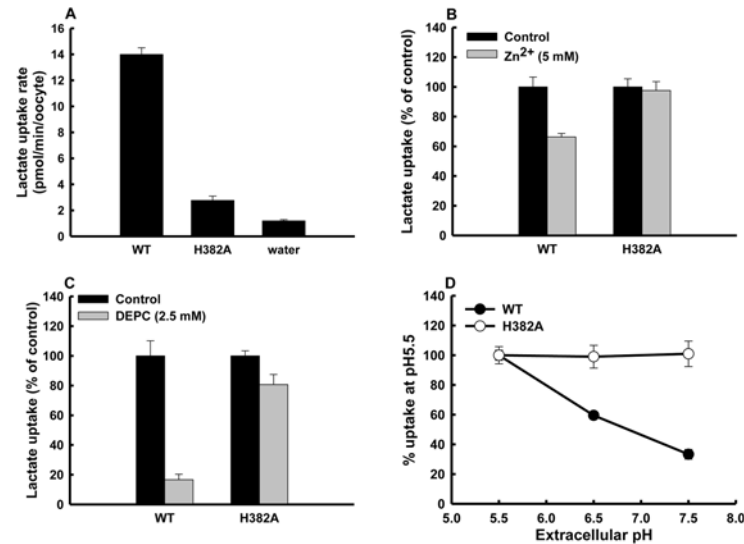 A
Lactate uptake rate
(pmol/min/oocyte)
16
14
12
10
8
6
4
2
0
WT H382A water
B
Control
Zn2+ (5 mM)
Lactate uptake (% of control)
140
120
100
80
60
40
20
0
WT H382A
C
Control
DEPC (2.5 mM)
Lactate uptake (% of control)
140
120
100
80
60
40
20
0
WT H382A
D
WT
H382A
% uptake at pH5.5
140
120
100
80
60
40
20
0
5.0 5.5 6.0 6.5 7.0 7.5 8.0
Extracellular pH